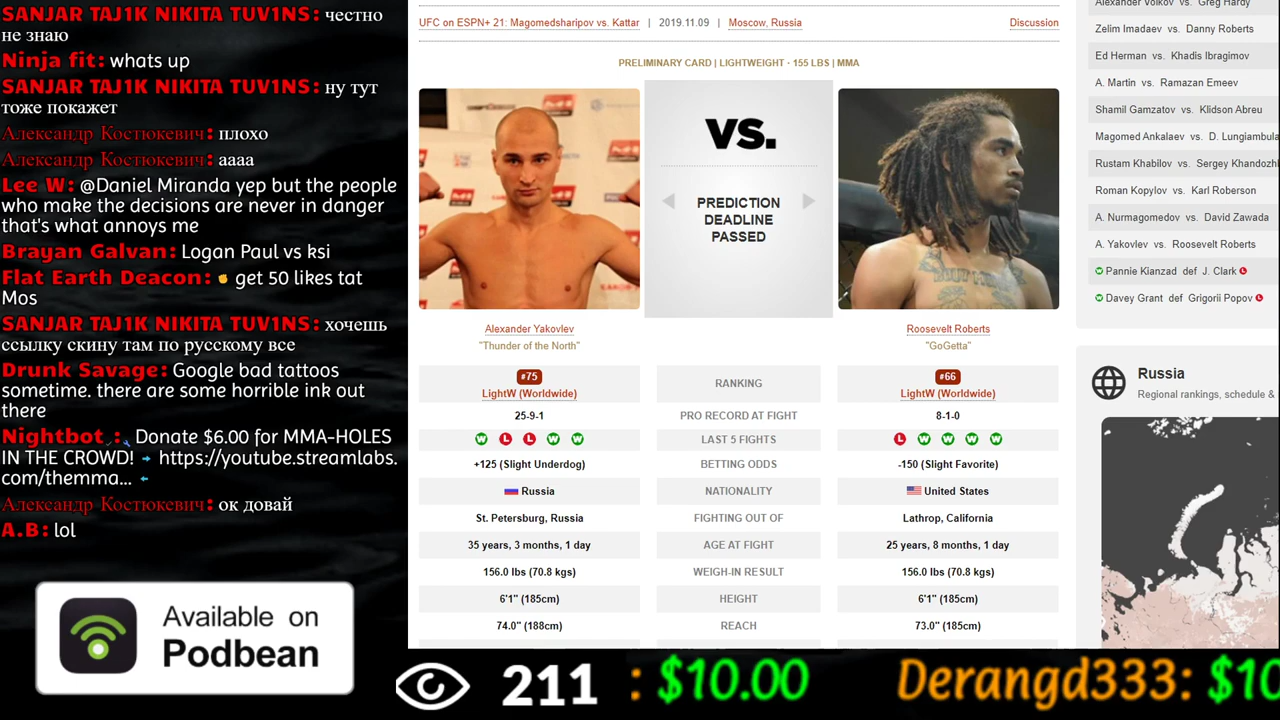 SANJAR TAJ1K NIKITA TUV1NS: честно
не знаю
Ninja fit: whats up
SANJAR TAJ1K NIKITA TUV1NS: ну тут
тоже покажет
Александр Костюкевич: плохо
Александр Костюкевич: аааа
Lee W: @Daniel Miranda yep but the people
who make the decisions are never in danger
that's what annoys me
Brayan Galvan: Logan Paul vs ksi
Flat Earth Deacon: ✊ get 50 likes tat
Mos
SANJAR TAJ1K NIKITA TUV1NS: хочешь
ссылку скину там по русскому все
Drunk Savage: Google bad tattoos
sometime. there are some horrible ink out
there
Nightbot : Donate $6.00 for MMA-HOLES
IN THE CROWD! → https://youtube.streamlabs.
com/themma... ←
Александр Костюкевич: ок довай
A.B: lol
Available on
Podbean
UFC on ESPN+ 21: Magomedsharipov vs. Kattar | 2019.11.09 | Moscow, Russia Discussion
PRELIMINARY CARD | LIGHTWEIGHT · 155 LBS | MMA
VS.
PREDICTION
DEADLINE
PASSED
Alexander Yakovlev Roosevelt Roberts
"Thunder of the North" "GoGetta"
#75 RANKING #66
LightW (Worldwide) LightW (Worldwide)
25-9-1 PRO RECORD AT FIGHT 8-1-0
W L L W W LAST 5 FIGHTS L W W W W
+125 (Slight Underdog) BETTING ODDS -150 (Slight Favorite)
Russia NATIONALITY United States
St. Petersburg, Russia FIGHTING OUT OF Lathrop, California
35 years, 3 months, 1 day AGE AT FIGHT 25 years, 8 months, 1 day
156.0 lbs (70.8 kgs) WEIGH-IN RESULT 156.0 lbs (70.8 kgs)
6'1" (185cm) HEIGHT 6'1" (185cm)
74.0" (188cm) REACH 73.0" (185cm)
Alexander Volkov vs. Greg Hardy
Zelim Imadaev vs. Danny Roberts
Ed Herman vs. Khadis Ibragimov
A. Martin vs. Ramazan Emeev
Shamil Gamzatov vs. Klidson Abreu
Magomed Ankalaev vs. D. Lungiambula
Rustam Khabilov vs. Sergey Khandozh
Roman Kopylov vs. Karl Roberson
A. Nurmagomedov vs. David Zawada
A. Yakovlev vs. Roosevelt Roberts
W Pannie Kianzad def J. Clark L
W Davey Grant def Grigorii Popov L
Russia
Regional rankings, schedule &
211 : $10.00 Derangd333: $10